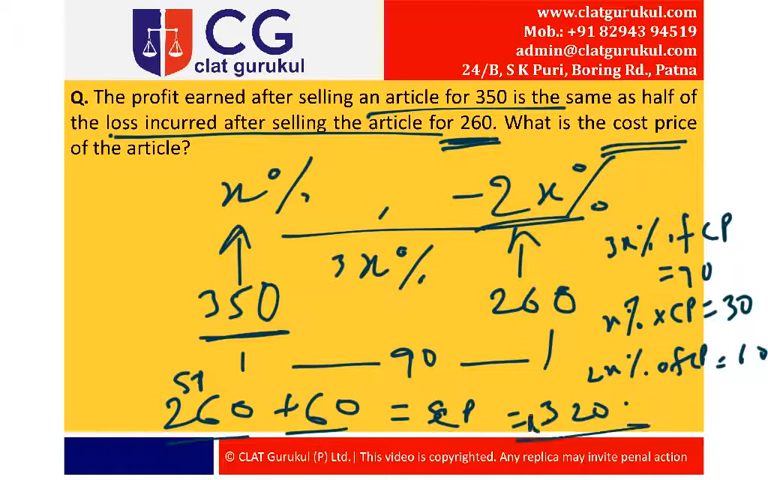 www.clatgurukul.com
CG
Mob.: +91 82943 94519
clat gurukul
admin@clatgurukul.com
24/B, S K Puri, Boring Rd., Patna
Q. The profit earned after selling an article for 350 is the same as half of
the loss incurred after selling the article for 260. What is the cost price
of the article?
x% , -2x%
3x%
3x% of CP
= 90
350 260
x% x CP = 30
1 90 1
2x% of CP =
260 + 60 = CP = 320
© CLAT Gurukul (P) Ltd.| This video is copyrighted. Any replica may invite penal action